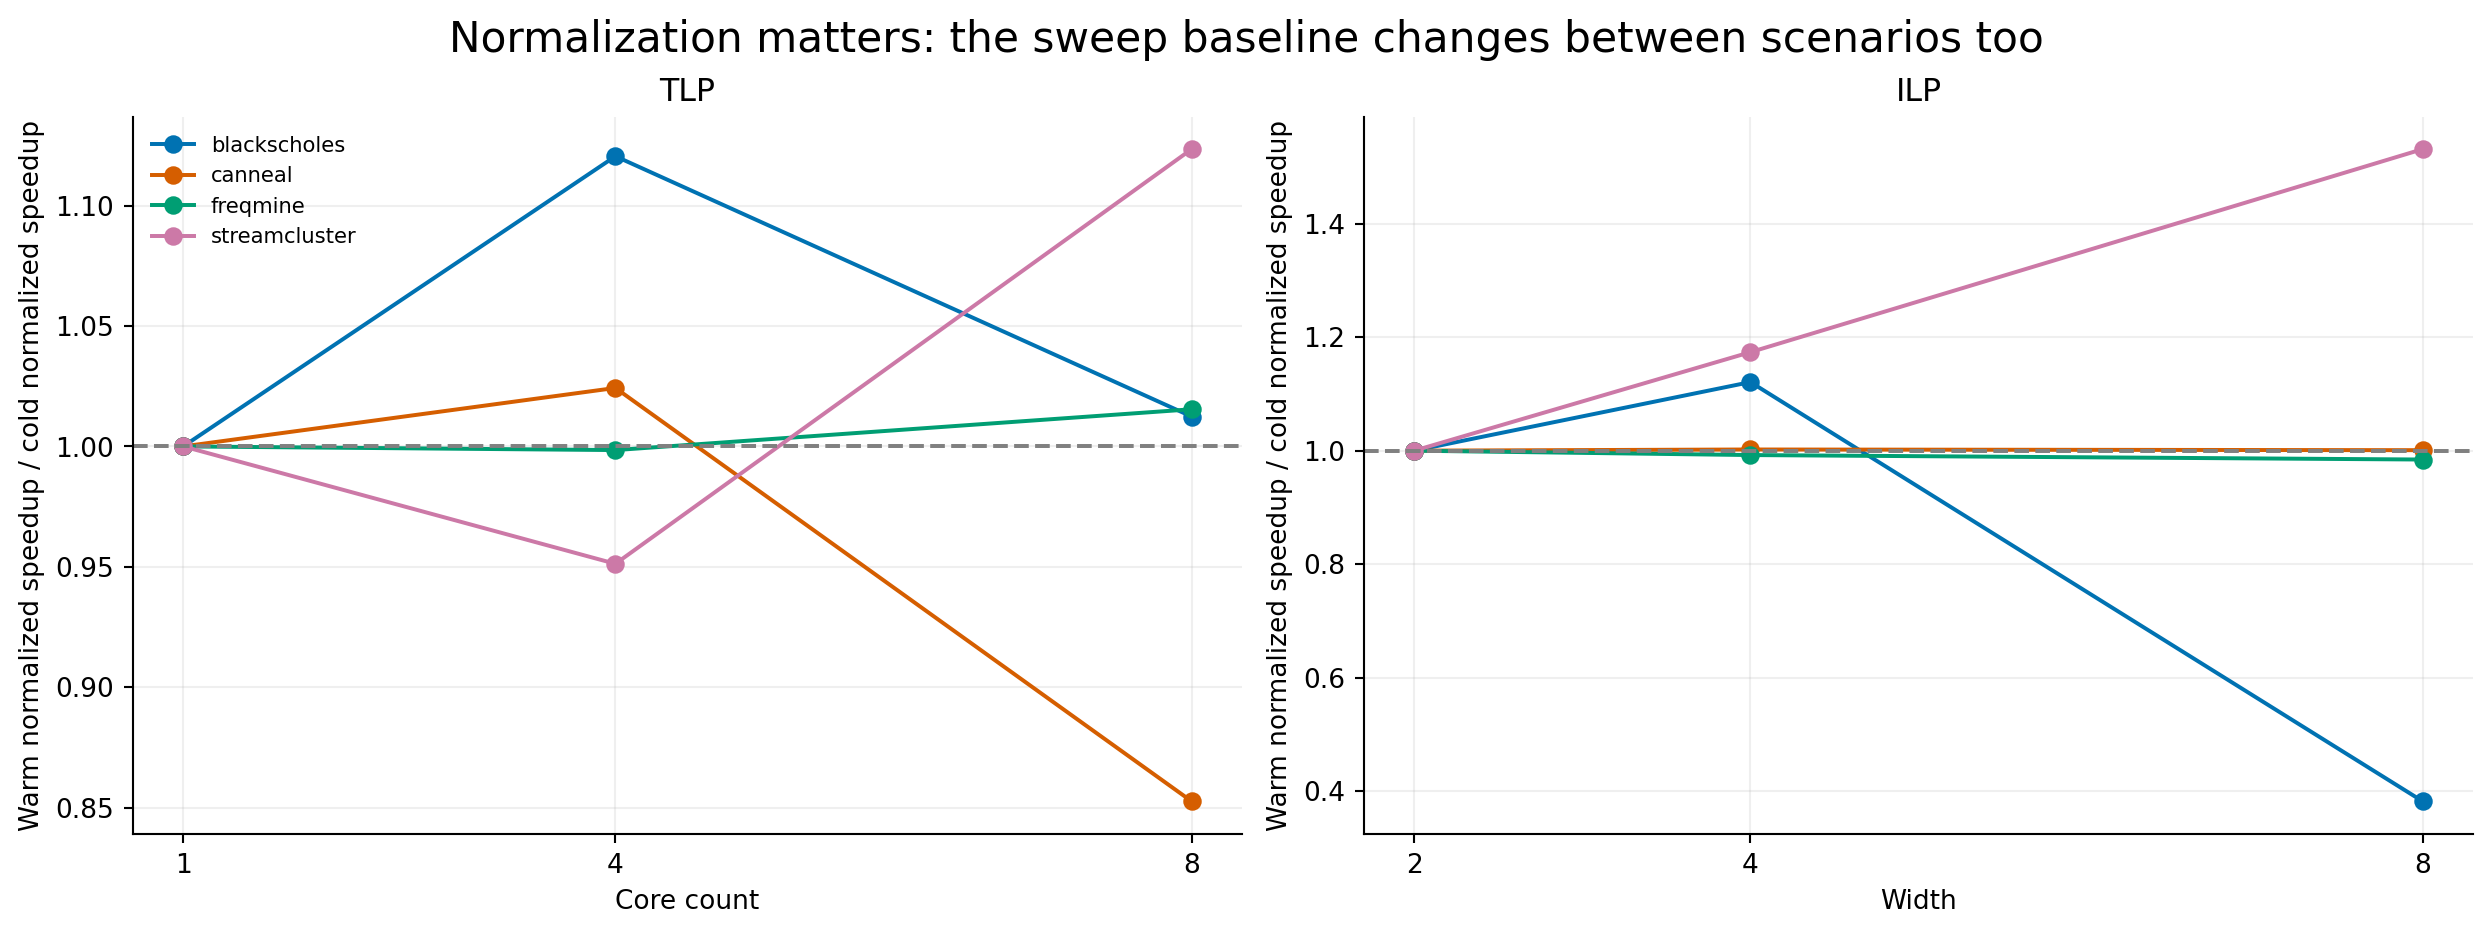 Normalization matters: the sweep baseline changes between scenarios too
TLP
Warm normalized speedup / cold normalized speedup
blackscholes
canneal
freqmine
streamcluster
1.10
1.05
1.00
0.95
0.90
0.85
1
4
8
Core count
ILP
Warm normalized speedup / cold normalized speedup
1.4
1.2
1.0
0.8
0.6
0.4
2
4
8
Width